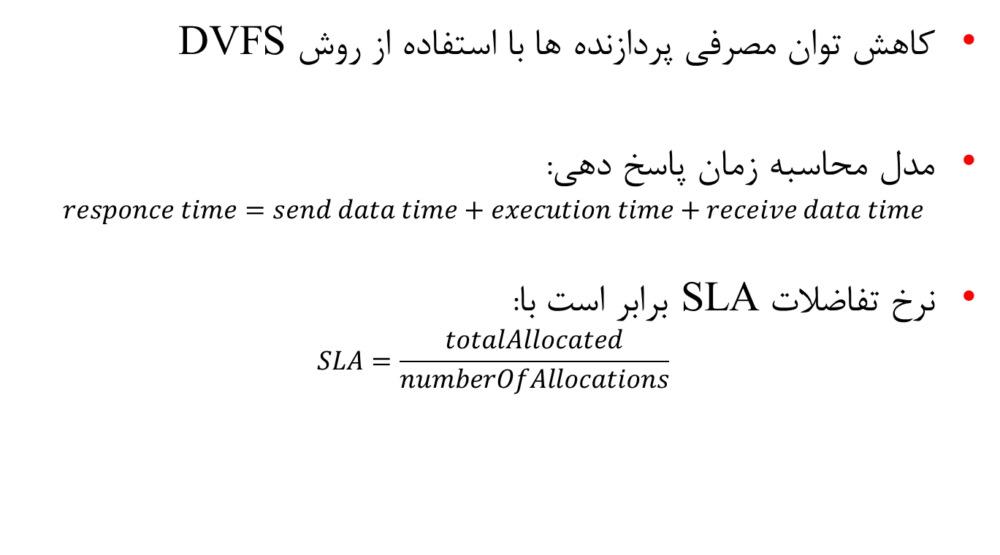 • کاهش توان مصرفی پردازنده ها با استفاده از روش DVFS
• مدل محاسبه زمان پاسخ دهی:
responce time = send data time + execution time + receive data time
• نرخ تفاضلات SLA برابر است با:
SLA = totalAllocated / numberOfAllocations